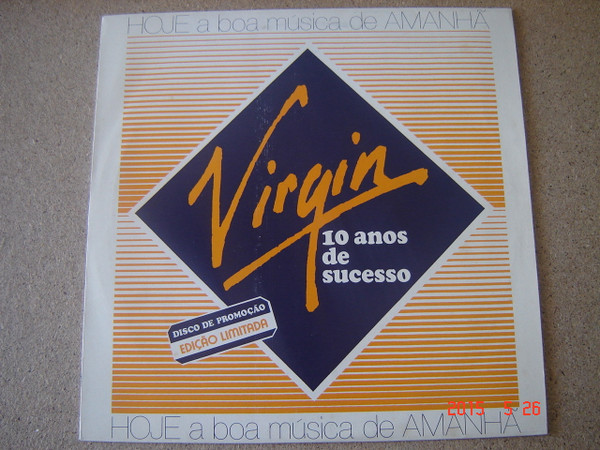 HOJE a boa música de AMANHÃ
Virgin
10 anos
de
sucesso
DISCO DE PROMOÇÃO
EDIÇÃO LIMITADA
2015 5 26
HOJE a boa música de AMANHÃ